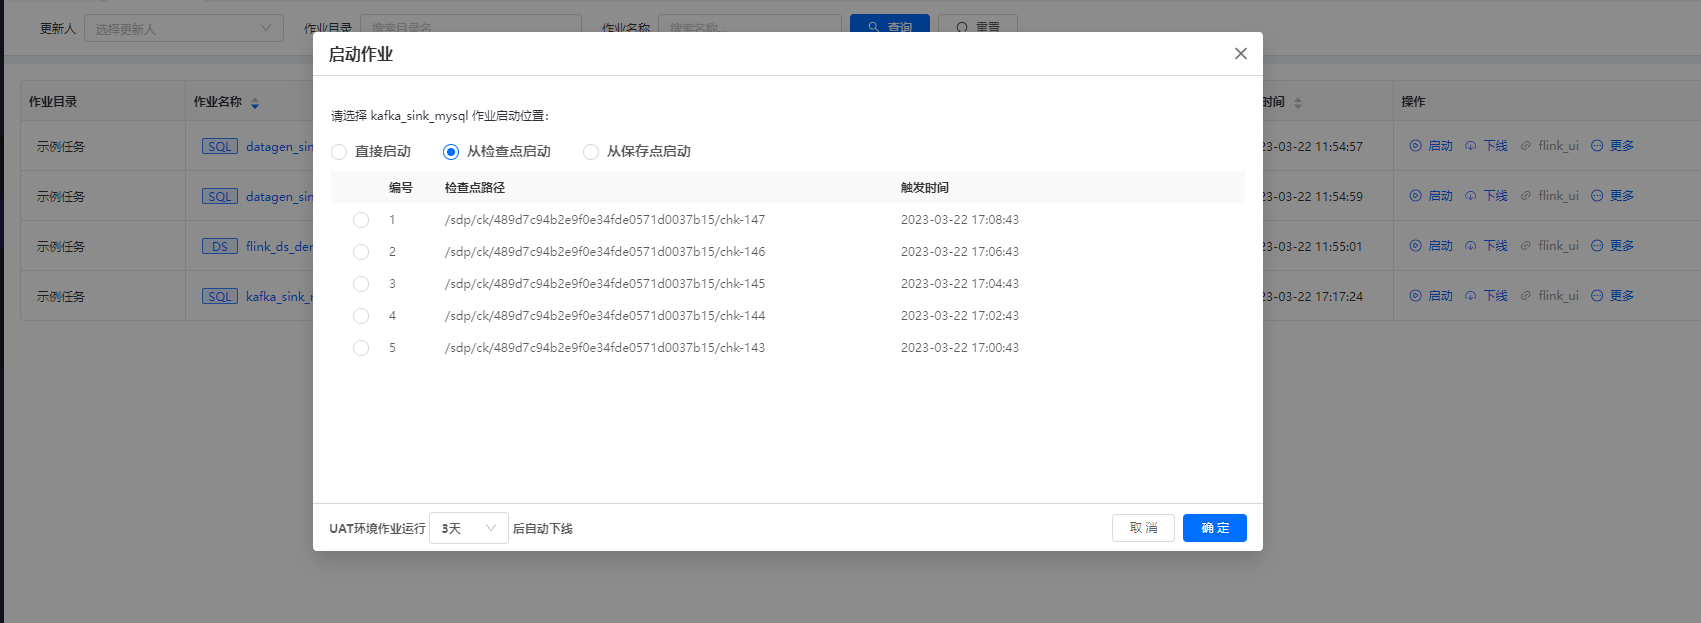 更新人 选择更新人 作业目录 搜索目录名 作业名称 搜索名称... 查询 重置
启动作业
作业目录 作业名称 时间 操作
请选择 kafka_sink_mysql 作业启动位置：
示例任务 SQL datagen_sin 23-03-22 11:54:57 启动 下线 flink_ui 更多
直接启动 从检查点启动 从保存点启动
编号 检查点路径 触发时间
示例任务 SQL datagen_sin 23-03-22 11:54:59 启动 下线 flink_ui 更多
1 /sdp/ck/489d7c94b2e9f0e34fde0571d0037b15/chk-147 2023-03-22 17:08:43
示例任务 DS flink_ds_der 23-03-22 11:55:01 启动 下线 flink_ui 更多
2 /sdp/ck/489d7c94b2e9f0e34fde0571d0037b15/chk-146 2023-03-22 17:06:43
3 /sdp/ck/489d7c94b2e9f0e34fde0571d0037b15/chk-145 2023-03-22 17:04:43
示例任务 SQL kafka_sink_r 23-03-22 17:17:24 启动 下线 flink_ui 更多
4 /sdp/ck/489d7c94b2e9f0e34fde0571d0037b15/chk-144 2023-03-22 17:02:43
5 /sdp/ck/489d7c94b2e9f0e34fde0571d0037b15/chk-143 2023-03-22 17:00:43
UAT环境作业运行 3天 后自动下线 取 消 确 定